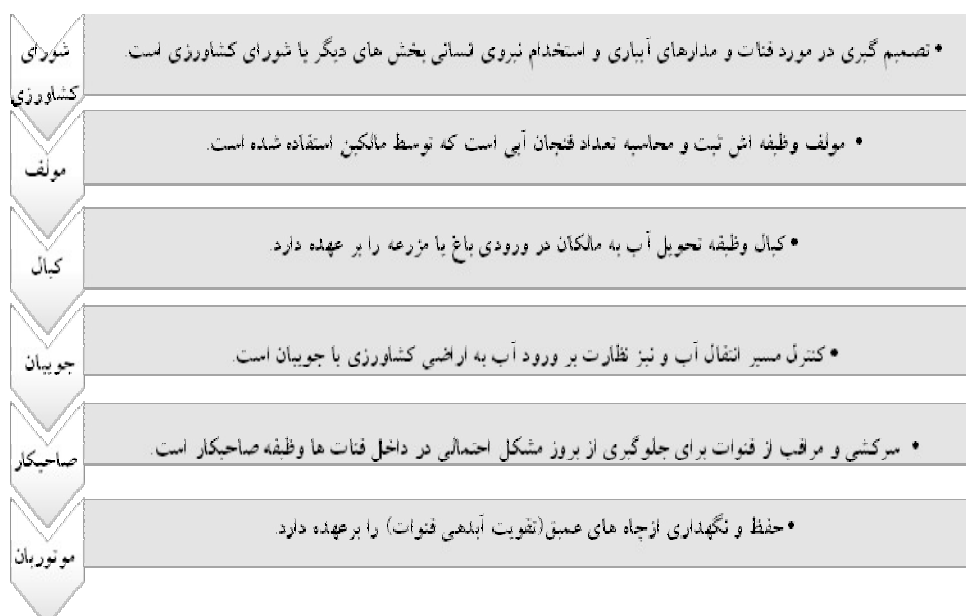 شورای
کشاورزی
• تصمیم گیری در مورد قنات و مدارهای آبیاری و استخدام نیروی انسانی بخش های دیگر با شورای کشاورزی است.
مولف
• مولف وظیفه اش ثبت و محاسبه تعداد فنجان آبی است که توسط مالکین استفاده شده است.
کیال
• کیال وظیفه تحویل آب به مالکان در ورودی باغ یا مزرعه را بر عهده دارد.
جویبان
• کنترل مسیر انتقال آب و نیز نظارت بر ورود آب به اراضی کشاورزی با جویبان است.
صاحبکار
• سرکشی و مراقب از قنوات برای جلوگیری از بروز مشکل احتمالی در داخل قنات ها وظیفه صاحبکار است.
موتوربان
• حفظ و نگهداری ازچاه های عمیق(تقویت آبدهی قنوات) را برعهده دارد.